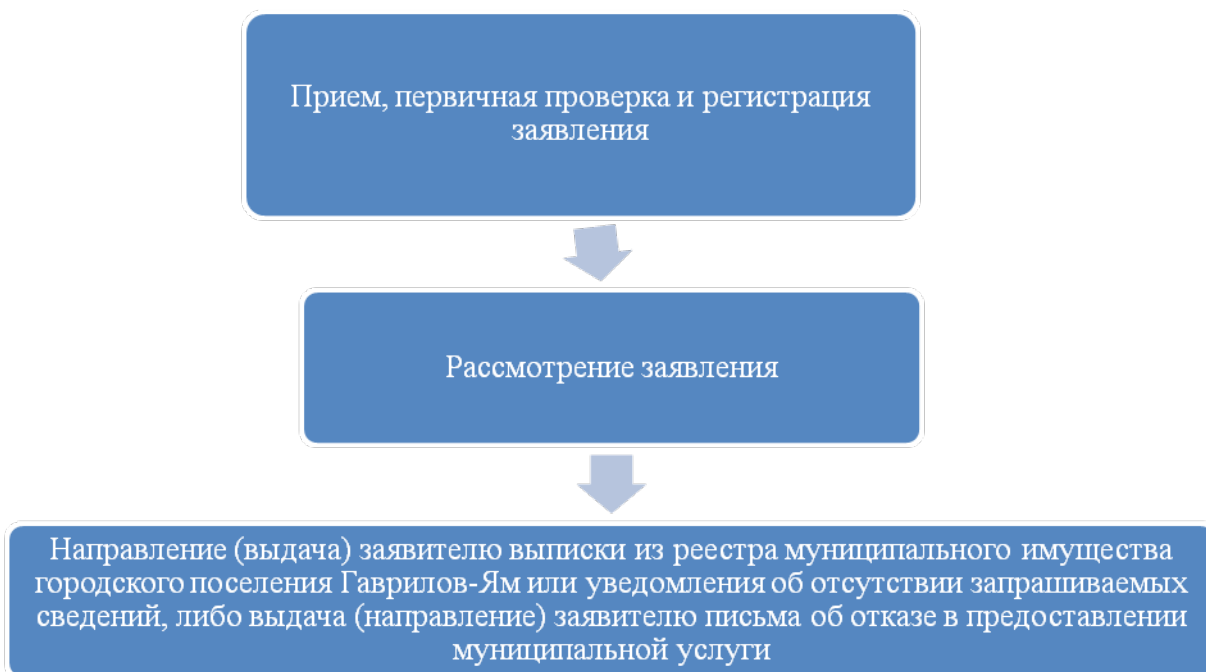 Прием, первичная проверка и регистрация
заявления
Рассмотрение заявления
Направление (выдача) заявителю выписки из реестра муниципального имущества
городского поселения Гаврилов-Ям или уведомления об отсутствии запрашиваемых
сведений, либо выдача (направление) заявителю письма об отказе в предоставлении
муниципальной услуги